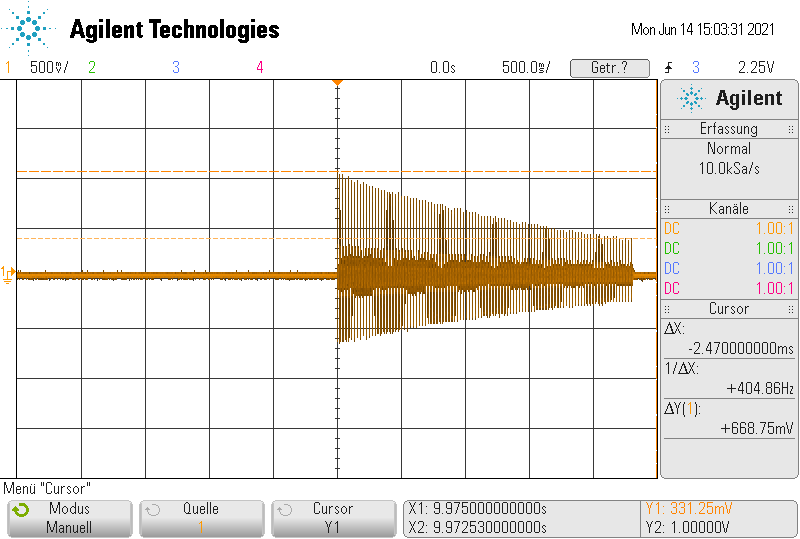 Agilent Technologies
Mon Jun 14 15:03:31 2021
1 500mV/ 2 3 4 0.0s 500.0ms/ Getr.? 3 2.25V
Agilent
Erfassung
Normal
10.0kSa/s
Kanäle
DC 1.00:1
DC 1.00:1
DC 1.00:1
DC 1.00:1
Cursor
ΔX:
-2.470000000ms
1/ΔX:
+404.86Hz
ΔY(1):
+668.75mV
1
Menü "Cursor"
Modus
Manuell
Quelle
1
Cursor
Y1
X1: 9.975000000000s
X2: 9.972530000000s
Y1: 331.25mV
Y2: 1.00000V